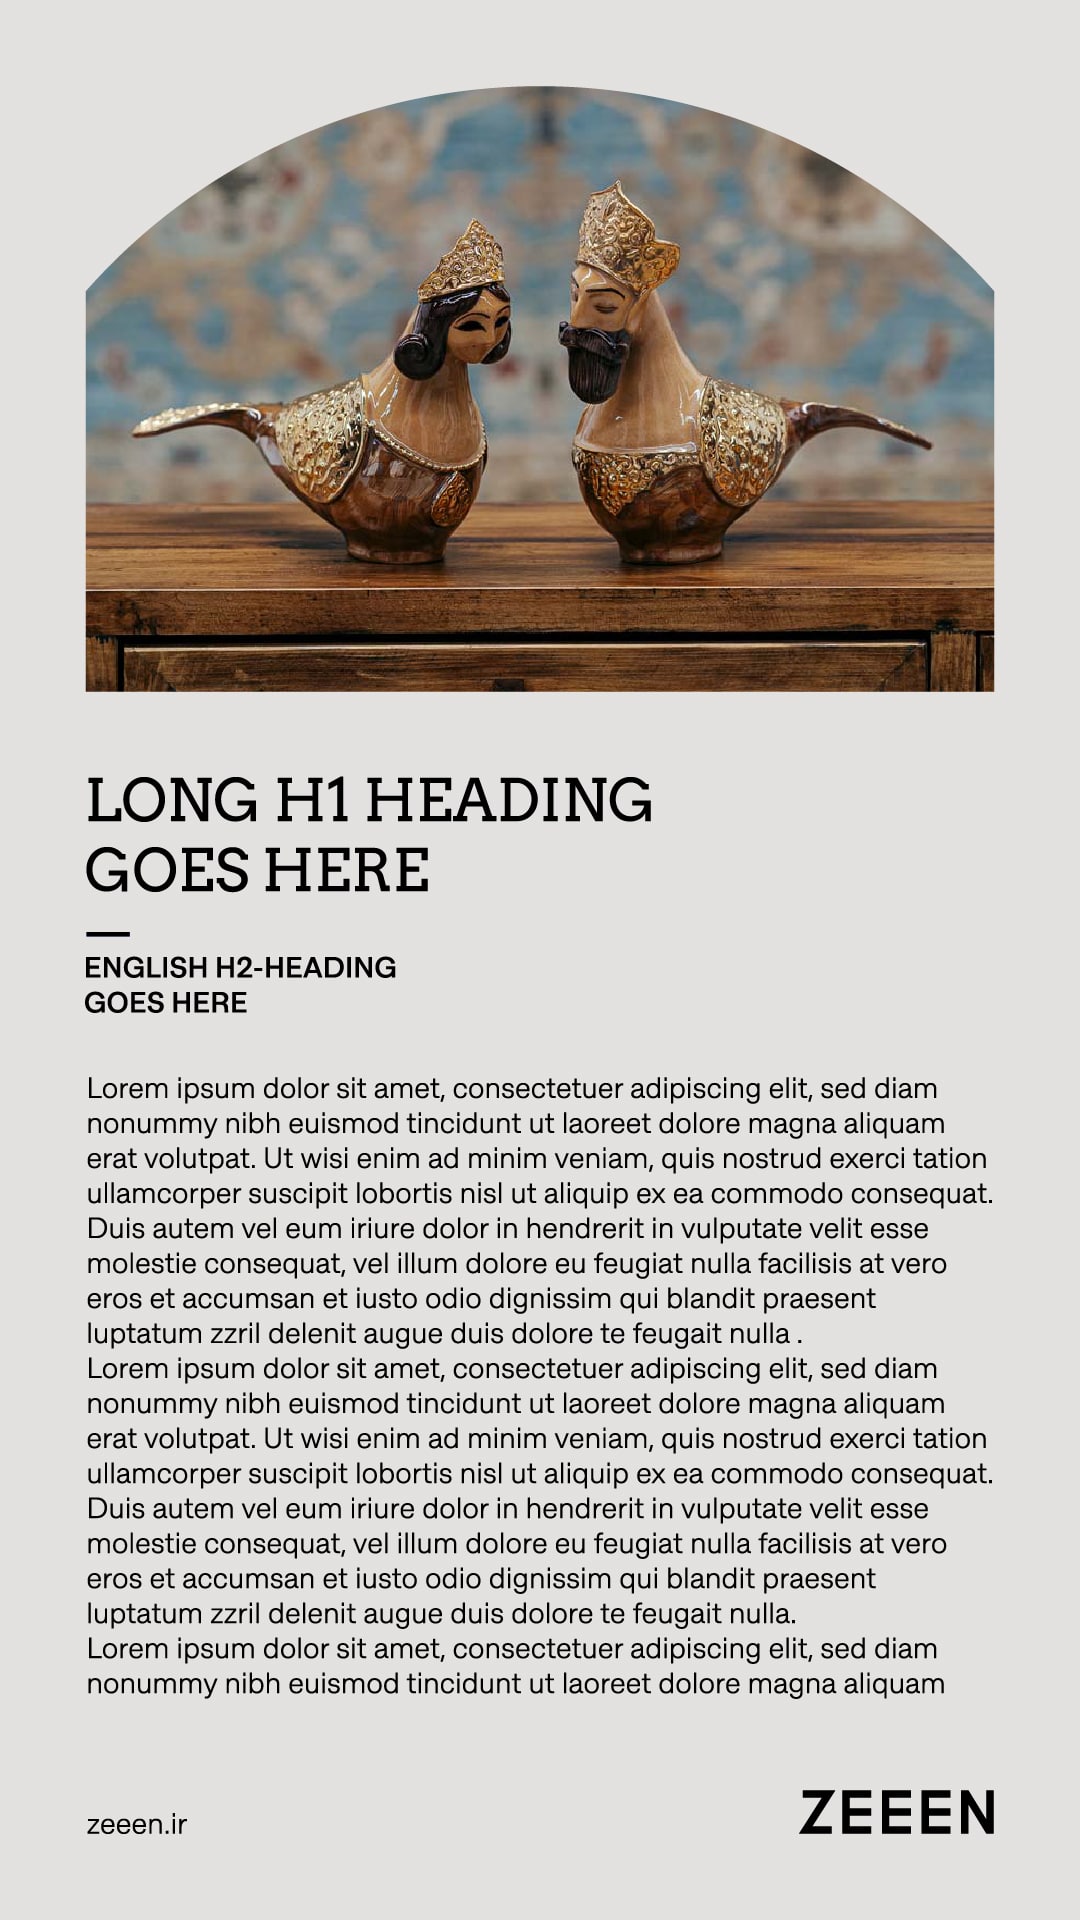 LONG H1 HEADING
GOES HERE
ENGLISH H2-HEADING
GOES HERE
Lorem ipsum dolor sit amet, consectetuer adipiscing elit, sed diam
nonummy nibh euismod tincidunt ut laoreet dolore magna aliquam
erat volutpat. Ut wisi enim ad minim veniam, quis nostrud exerci tation
ullamcorper suscipit lobortis nisl ut aliquip ex ea commodo consequat.
Duis autem vel eum iriure dolor in hendrerit in vulputate velit esse
molestie consequat, vel illum dolore eu feugiat nulla facilisis at vero
eros et accumsan et iusto odio dignissim qui blandit praesent
luptatum zzril delenit augue duis dolore te feugait nulla .
Lorem ipsum dolor sit amet, consectetuer adipiscing elit, sed diam
nonummy nibh euismod tincidunt ut laoreet dolore magna aliquam
erat volutpat. Ut wisi enim ad minim veniam, quis nostrud exerci tation
ullamcorper suscipit lobortis nisl ut aliquip ex ea commodo consequat.
Duis autem vel eum iriure dolor in hendrerit in vulputate velit esse
molestie consequat, vel illum dolore eu feugiat nulla facilisis at vero
eros et accumsan et iusto odio dignissim qui blandit praesent
luptatum zzril delenit augue duis dolore te feugait nulla.
Lorem ipsum dolor sit amet, consectetuer adipiscing elit, sed diam
nonummy nibh euismod tincidunt ut laoreet dolore magna aliquam
zeeen.ir
ZEEEN